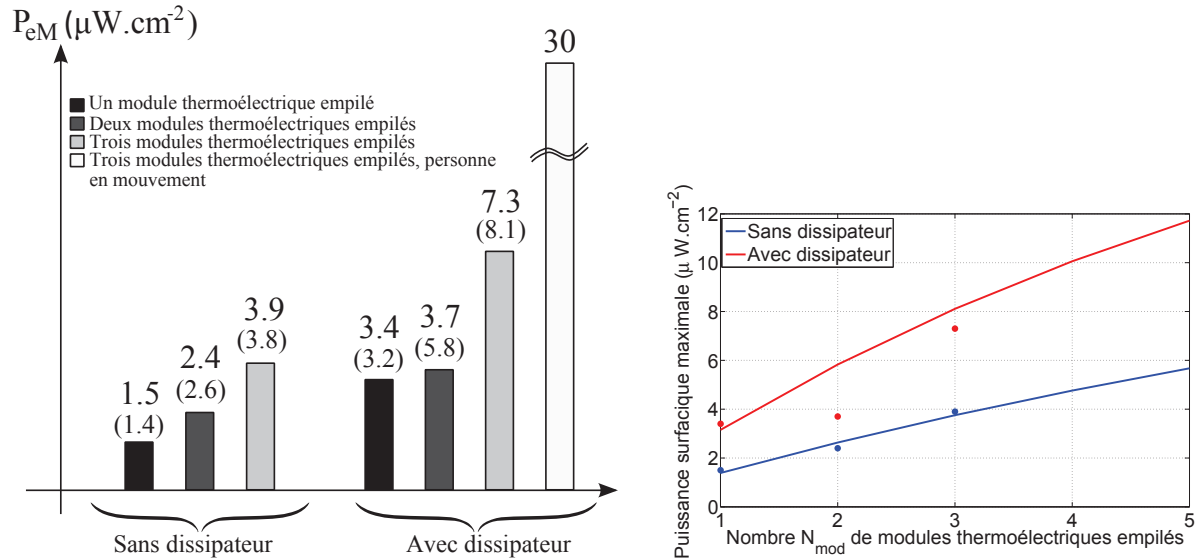 PeM (μW.cm-2)
30
Un module thermoélectrique empilé
Deux modules thermoélectriques empilés
Trois modules thermoélectriques empilés
Trois modules thermoélectriques empilés, personne
en mouvement
7.3
(8.1)
3.9
(3.8)
3.4
(3.2)
3.7
(5.8)
2.4
(2.6)
1.5
(1.4)
Sans dissipateur
Avec dissipateur
Puissance surfacique maximale (μ W.cm−2)
12
10
8
6
4
2
0
Sans dissipateur
Avec dissipateur
1 2 3 4 5
Nombre Nmod de modules thermoélectriques empilés